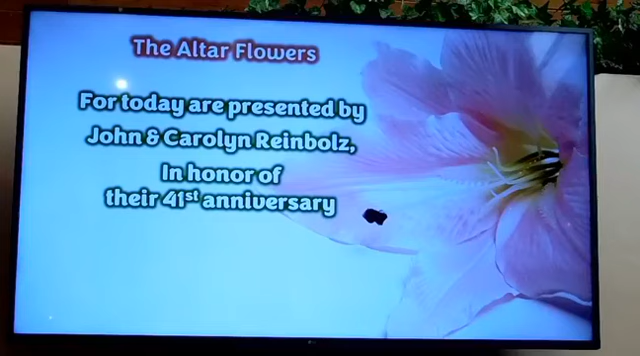 The Altar Flowers
For today are presented by
John & Carolyn Reinbolz,
In honor of
their 41st anniversary